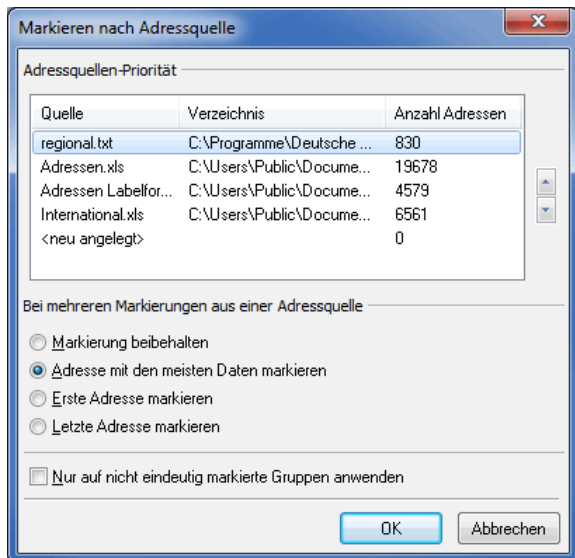 Markieren nach Adressquelle
Adressquellen-Priorität
Quelle Verzeichnis Anzahl Adressen
regional.txt C:\Programme\Deutsche ... 830
Adressen.xls C:\Users\Public\Docume... 19678
Adressen Labelfor... C:\Users\Public\Docume... 4579
International.xls C:\Users\Public\Docume... 6561
<neu angelegt> 0
Bei mehreren Markierungen aus einer Adressquelle
Markierung beibehalten
Adresse mit den meisten Daten markieren
Erste Adresse markieren
Letzte Adresse markieren
Nur auf nicht eindeutig markierte Gruppen anwenden
OK Abbrechen